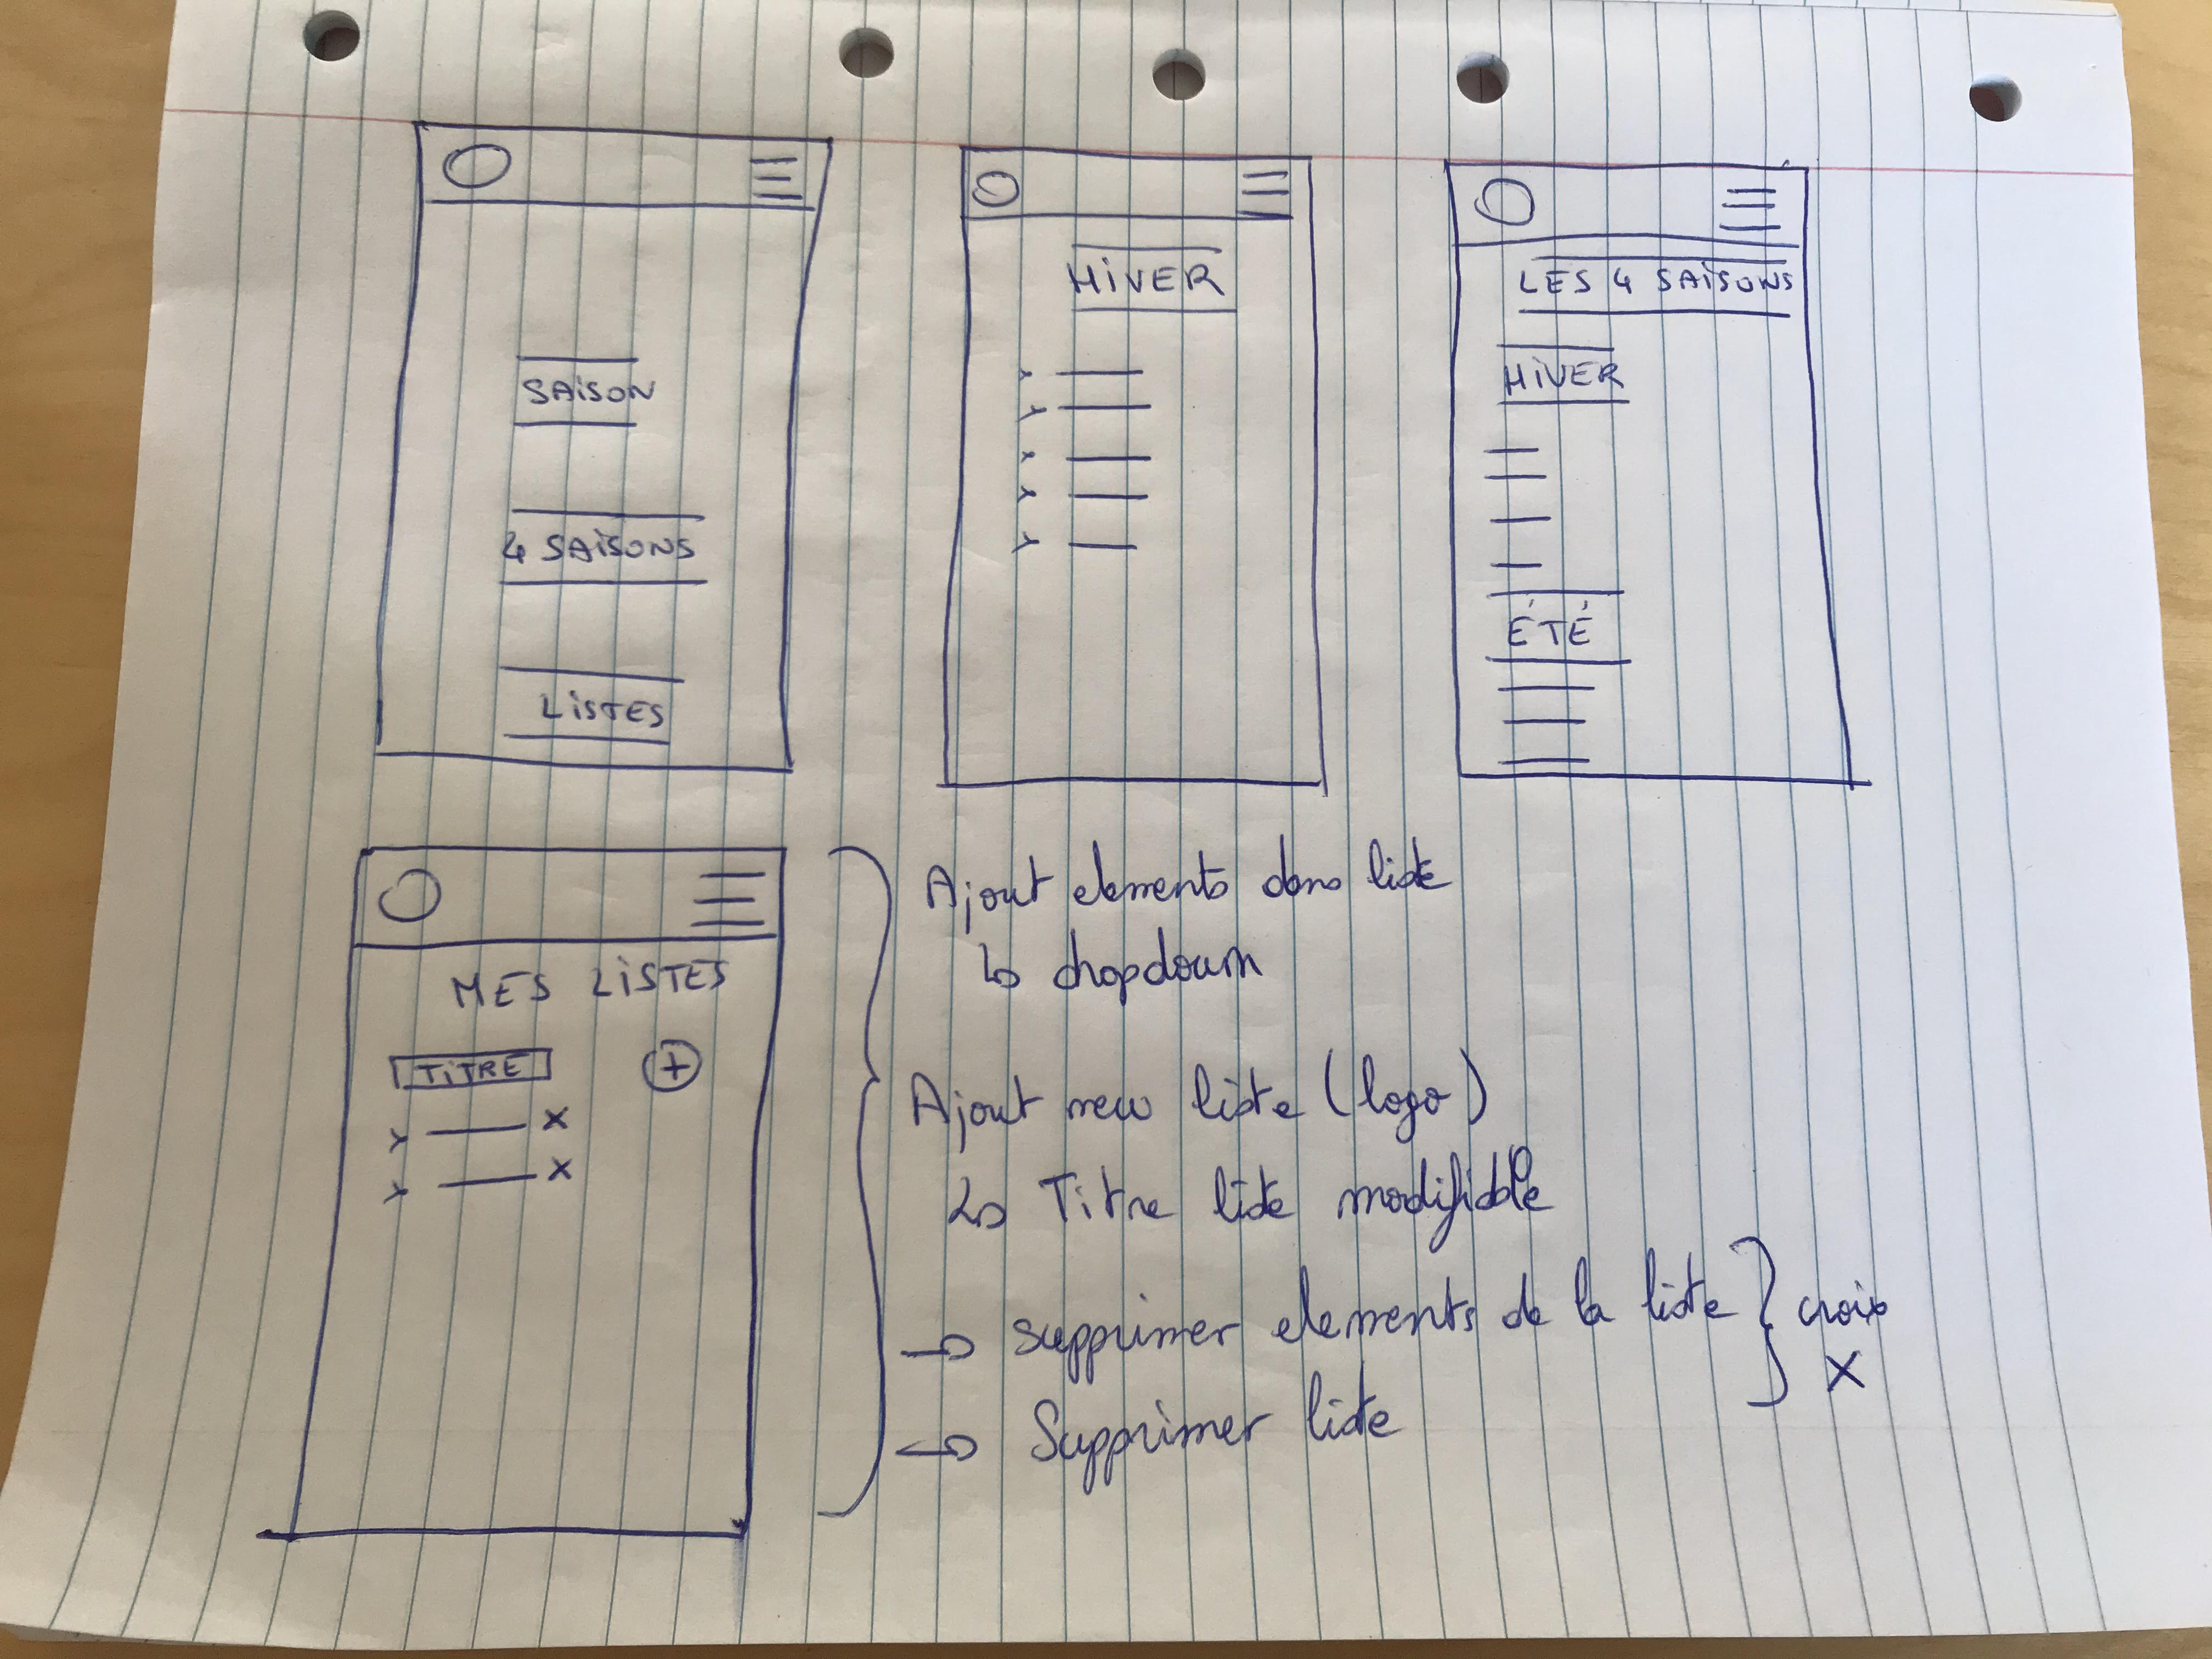 SAISON
4 SAISONS
LISTES
HIVER
LES 4 SAISONS
HIVER
ÉTÉ
MES LISTES
TITRE +
x
x
Ajout elements dans liste
↳ dropdown
Ajout new liste (logo)
↳ Titre liste modifiable
→ supprimer elements de la liste } croix
X
→ Supprimer liste